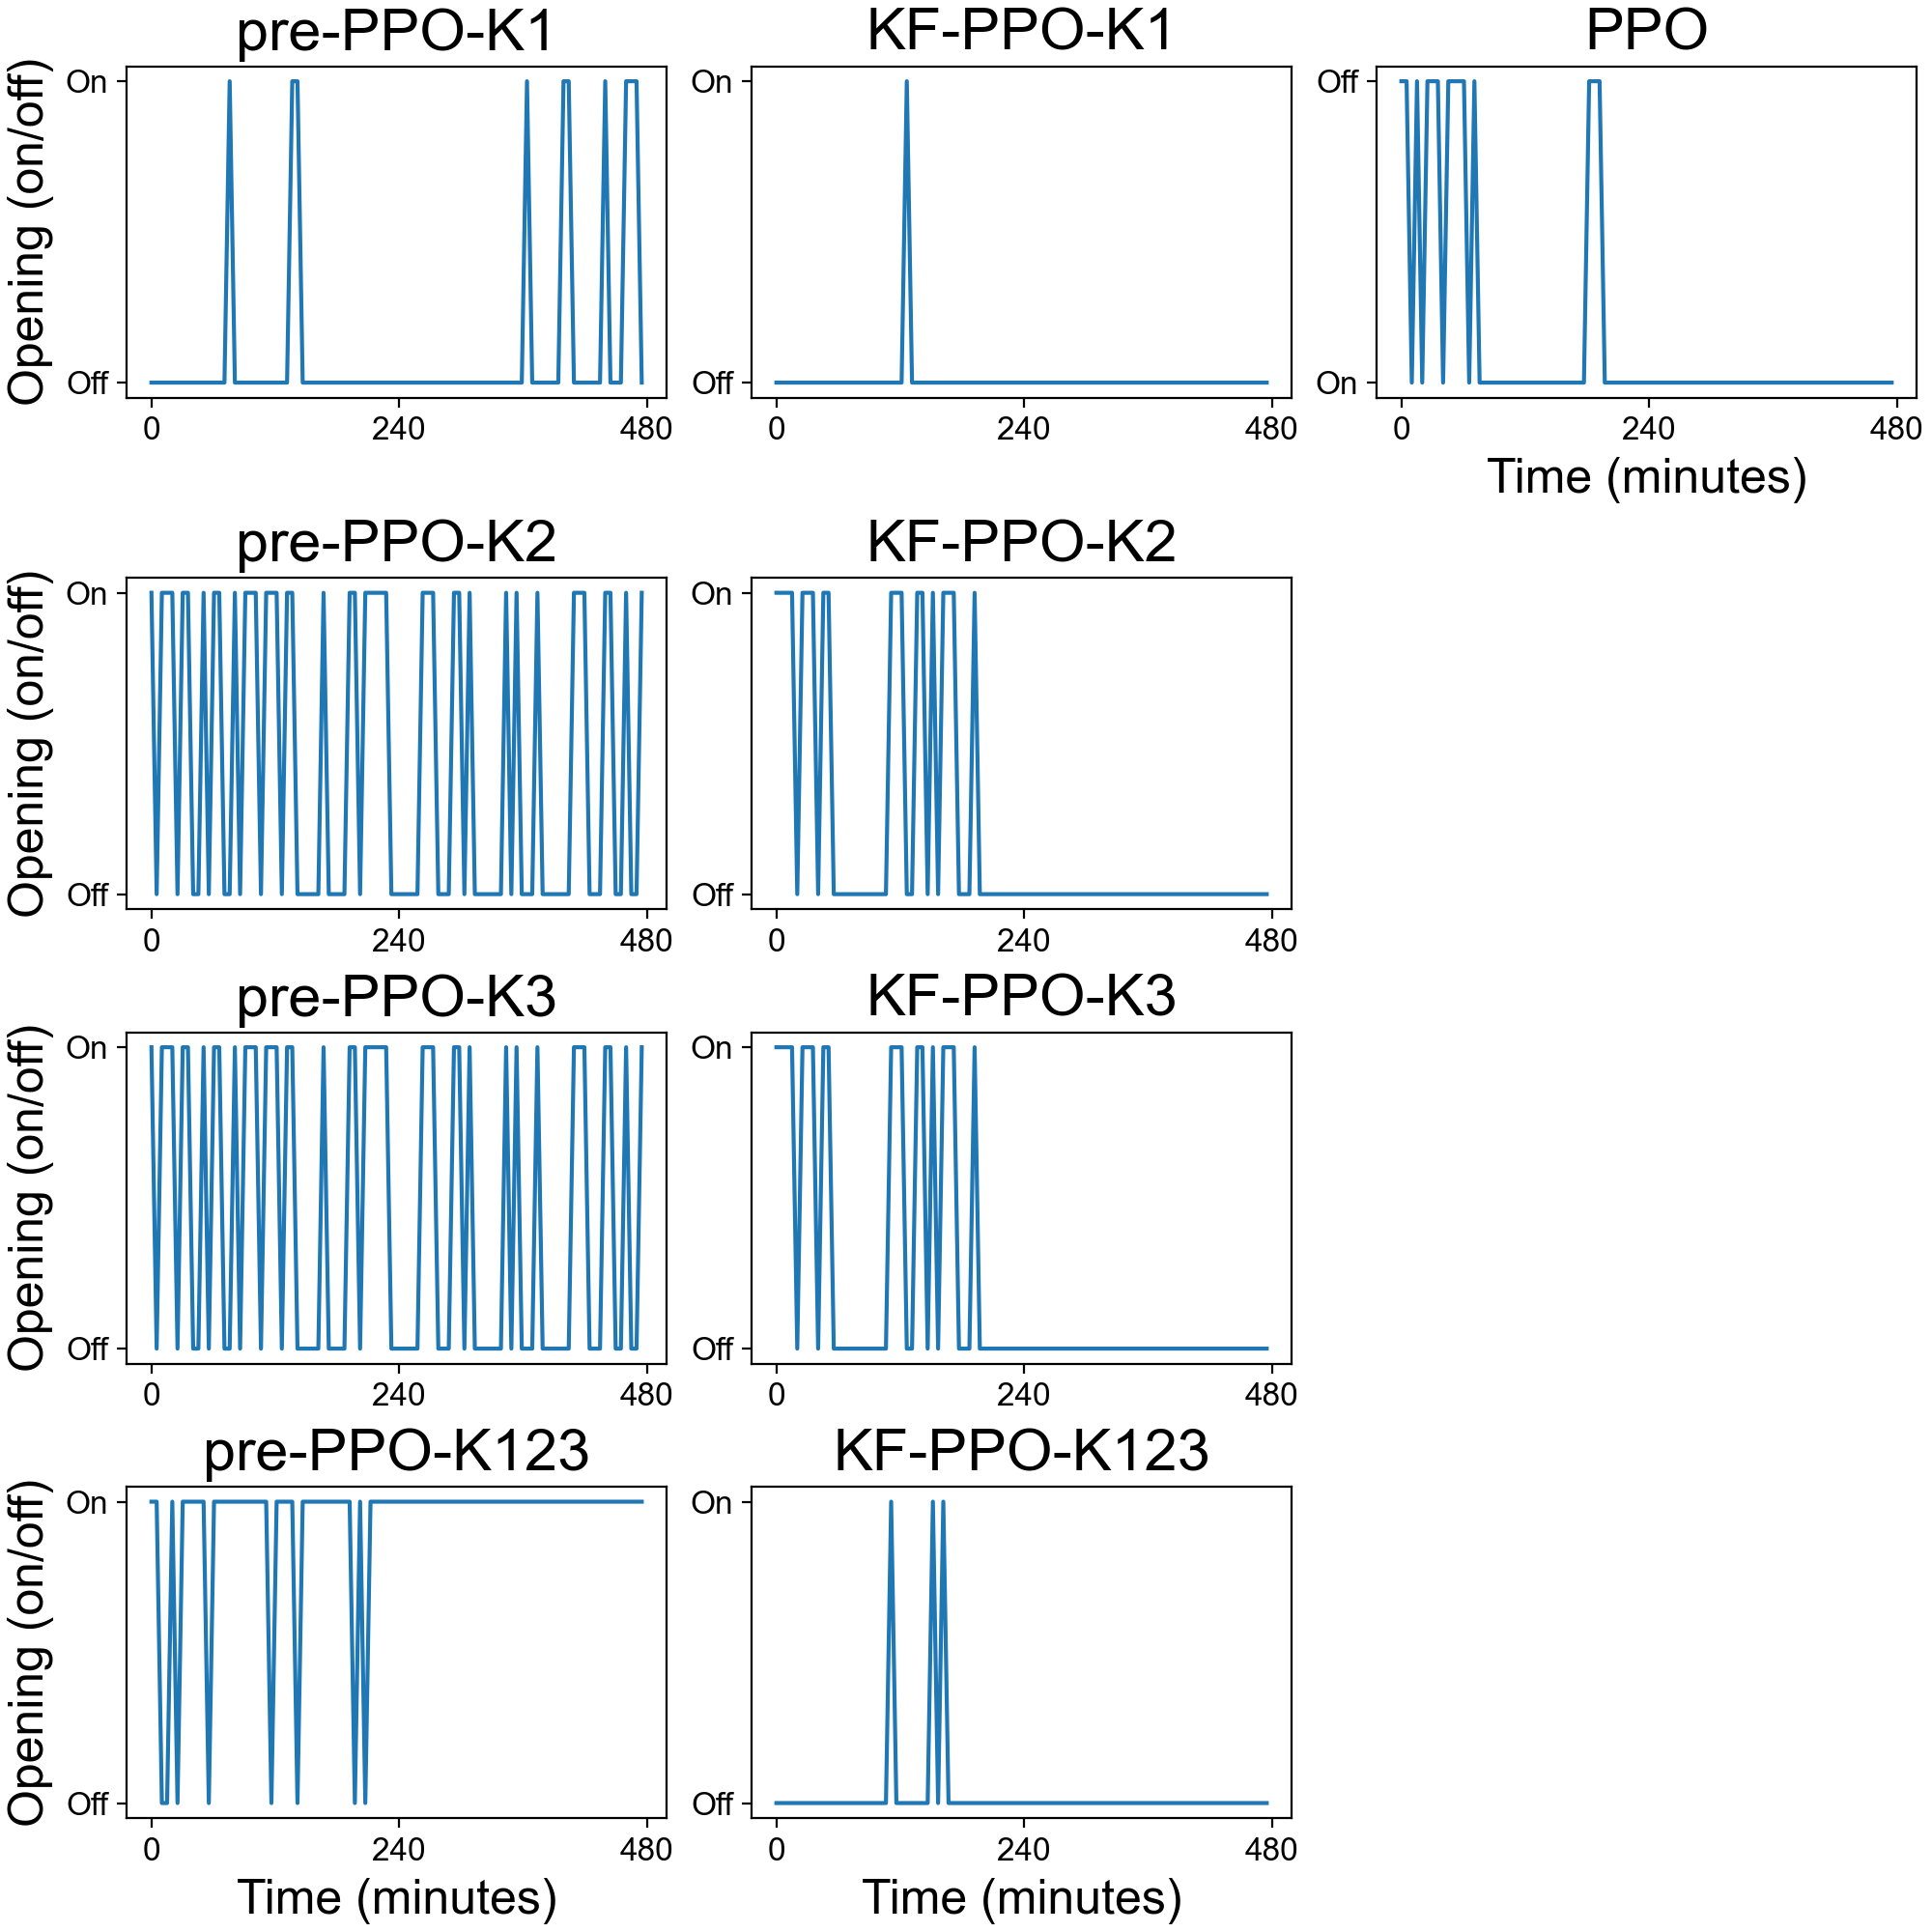 pre-PPO-K1
KF-PPO-K1
PPO
Opening (on/off)
On
Off
0
240
480
On
Off
0
240
480
Off
On
0
240
480
Time (minutes)
pre-PPO-K2
KF-PPO-K2
Opening (on/off)
On
Off
0
240
480
On
Off
0
240
480
pre-PPO-K3
KF-PPO-K3
Opening (on/off)
On
Off
0
240
480
On
Off
0
240
480
pre-PPO-K123
KF-PPO-K123
Opening (on/off)
On
Off
0
240
480
Time (minutes)
On
Off
0
240
480
Time (minutes)